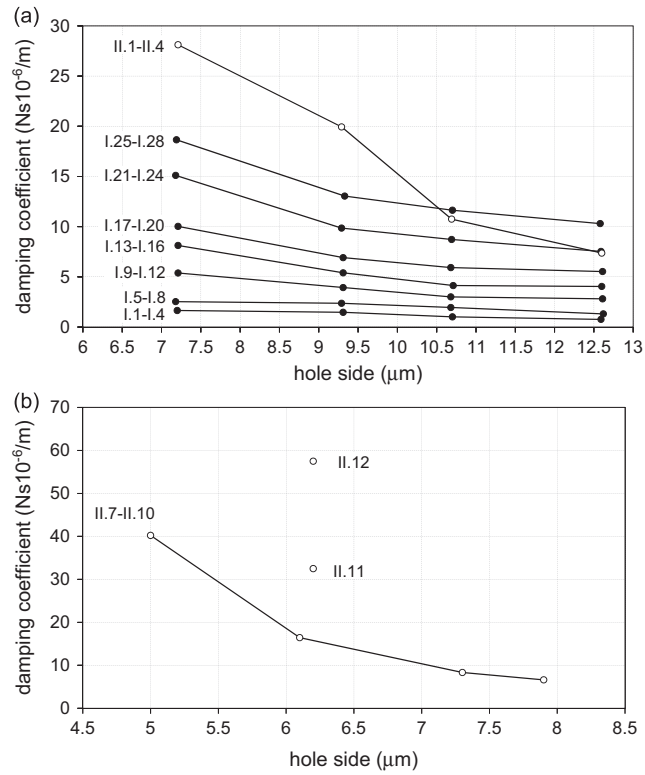 (a)
damping coefficient (Ns10⁻⁶/m)
30
25
20
15
10
5
0
II.1-II.4
I.25-I.28
I.21-I.24
I.17-I.20
I.13-I.16
I.9-I.12
I.5-I.8
I.1-I.4
6 6.5 7 7.5 8 8.5 9 9.5 10 10.5 11 11.5 12 12.5 13
hole side (μm)
(b)
damping coefficient (Ns10⁻⁶/m)
70
60
50
40
30
20
10
0
II.12
II.7-II.10
II.11
4.5 5 5.5 6 6.5 7 7.5 8 8.5
hole side (μm)